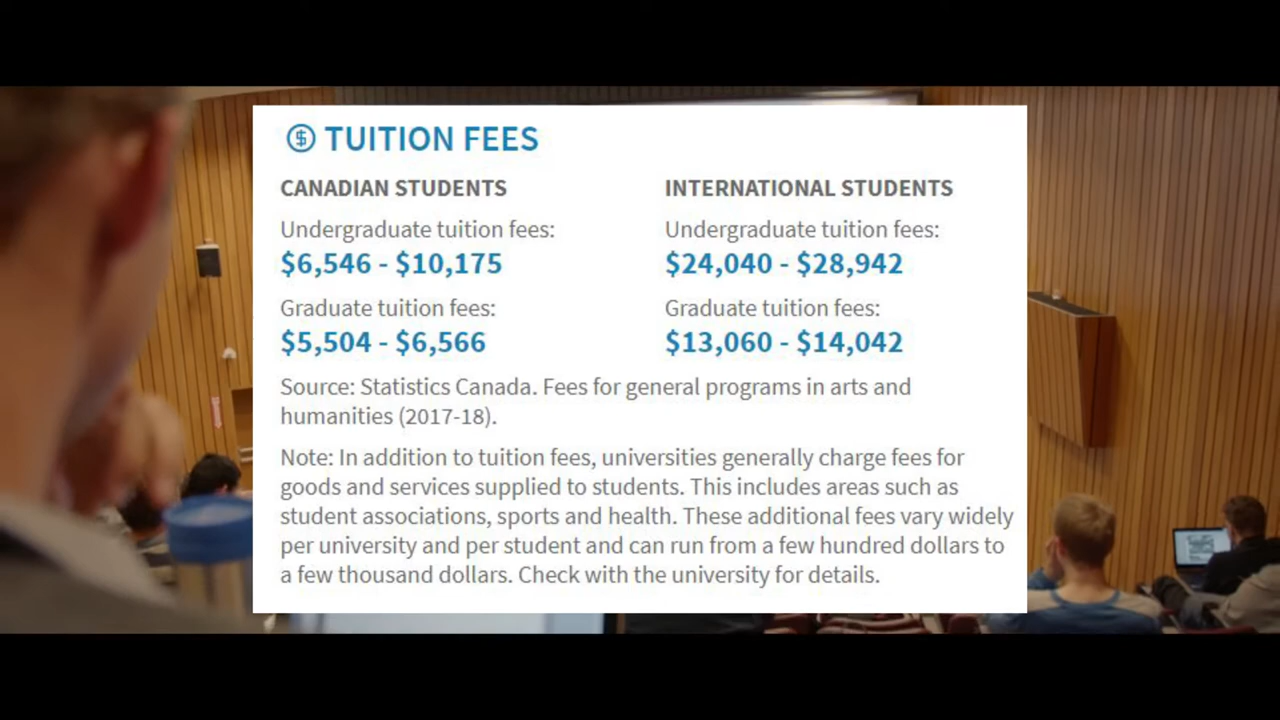 TUITION FEES
CANADIAN STUDENTS
Undergraduate tuition fees:
$6,546 - $10,175
Graduate tuition fees:
$5,504 - $6,566
INTERNATIONAL STUDENTS
Undergraduate tuition fees:
$24,040 - $28,942
Graduate tuition fees:
$13,060 - $14,042
Source: Statistics Canada. Fees for general programs in arts and
humanities (2017-18).
Note: In addition to tuition fees, universities generally charge fees for
goods and services supplied to students. This includes areas such as
student associations, sports and health. These additional fees vary widely
per university and per student and can run from a few hundred dollars to
a few thousand dollars. Check with the university for details.